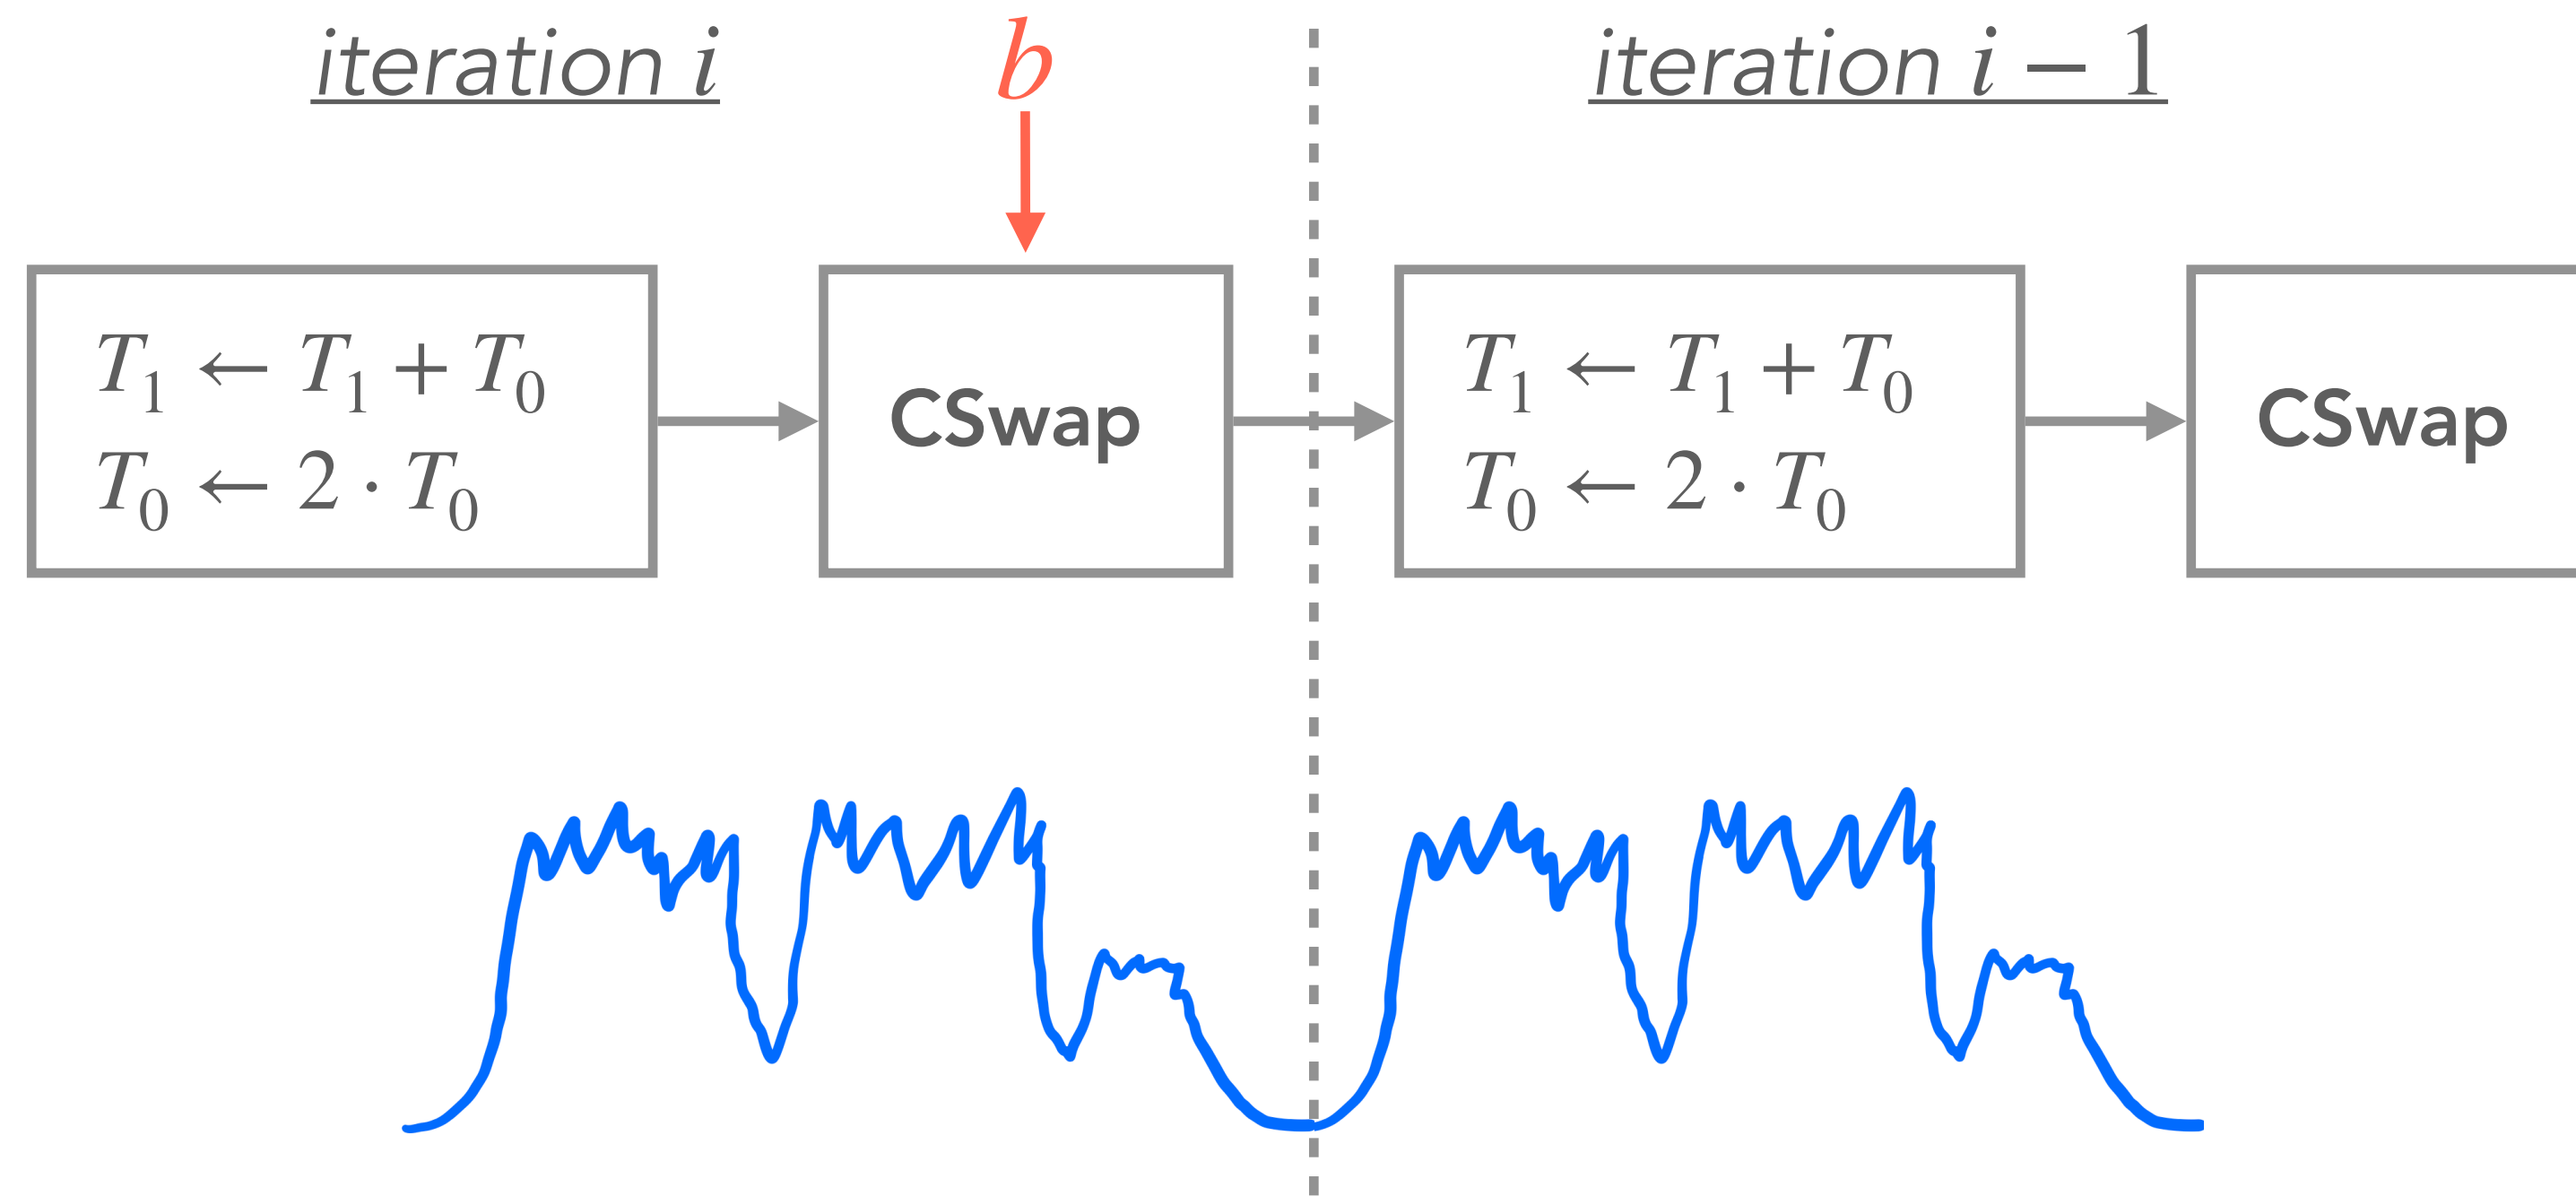 iteration i
b
iteration i − 1
T₁ ← T₁ + T₀
T₀ ← 2 · T₀
CSwap
T₁ ← T₁ + T₀
T₀ ← 2 · T₀
CSwap